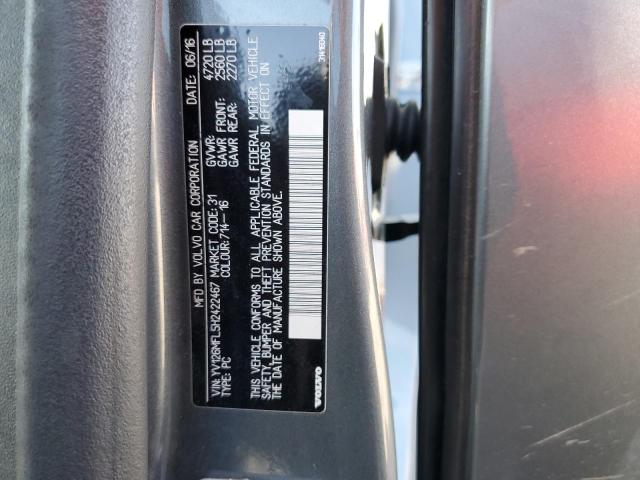 MFD BY VOLVO CAR CORPORATION DATE: 06/16
VIN: YV126MFL5H2422467 MARKET CODE: 31 GVWR: 4720 LB
TYPE: PC COLOUR: 714-16 GAWR FRONT: 2560 LB
GAWR REAR: 2270 LB
THIS VEHICLE CONFORMS TO ALL APPLICABLE FEDERAL MOTOR VEHICLE
SAFETY, BUMPER AND THEFT PREVENTION STANDARDS IN EFFECT ON
THE DATE OF MANUFACTURE SHOWN ABOVE.
VOLVO